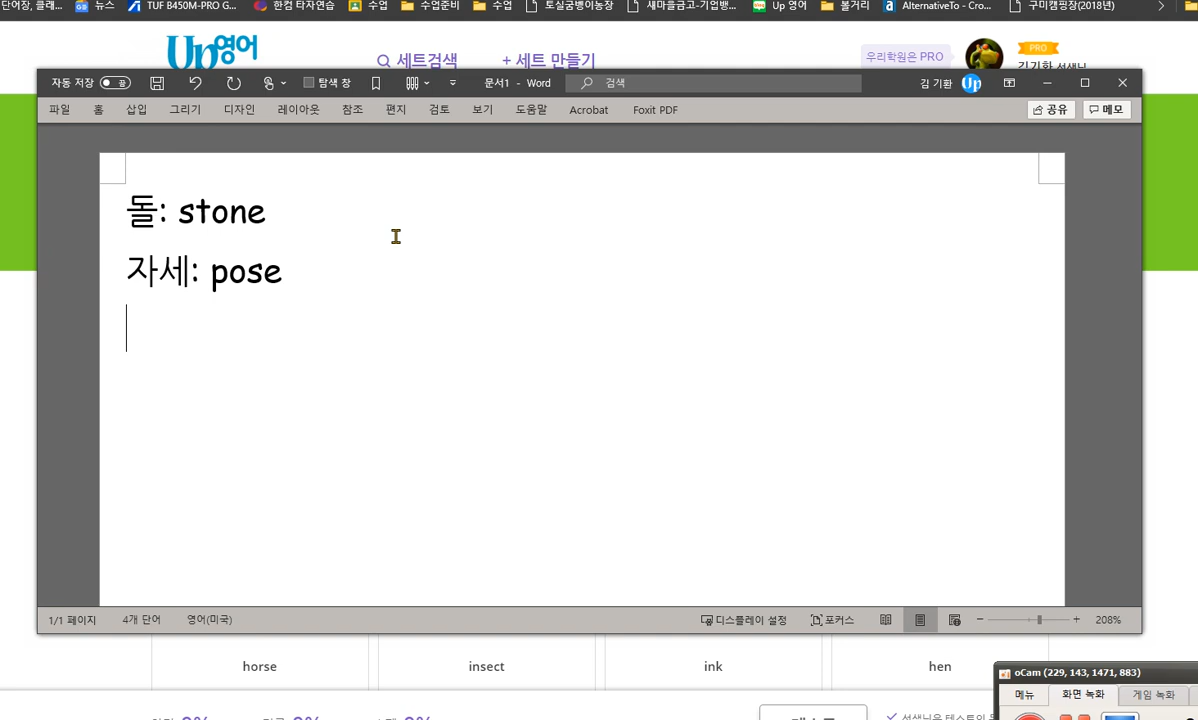 단어장, 클래... 뉴스 TUF B450M-PRO G... 한컴 타자연습 수업 수업준비 수업 토실굼벵이농장 새마을금고-기업뱅... Up 영어 볼거리 AlternativeTo - Cro... 구미캠핑장(2018년)
Up영어 세트검색 + 세트 만들기 우리학원은 PRO PRO
김기환 선생님
자동 저장 끔 탐색 창 문서1 - Word 검색 김 기환 Up
파일 홈 삽입 그리기 디자인 레이아웃 참조 편지 검토 보기 도움말 Acrobat Foxit PDF 공유 메모
돌: stone
자세: pose
1/1 페이지 4개 단어 영어(미국) 디스플레이 설정 포커스 208%
horse insect ink hen
oCam (229, 143, 1471, 883)
메뉴 화면 녹화 게임 녹화